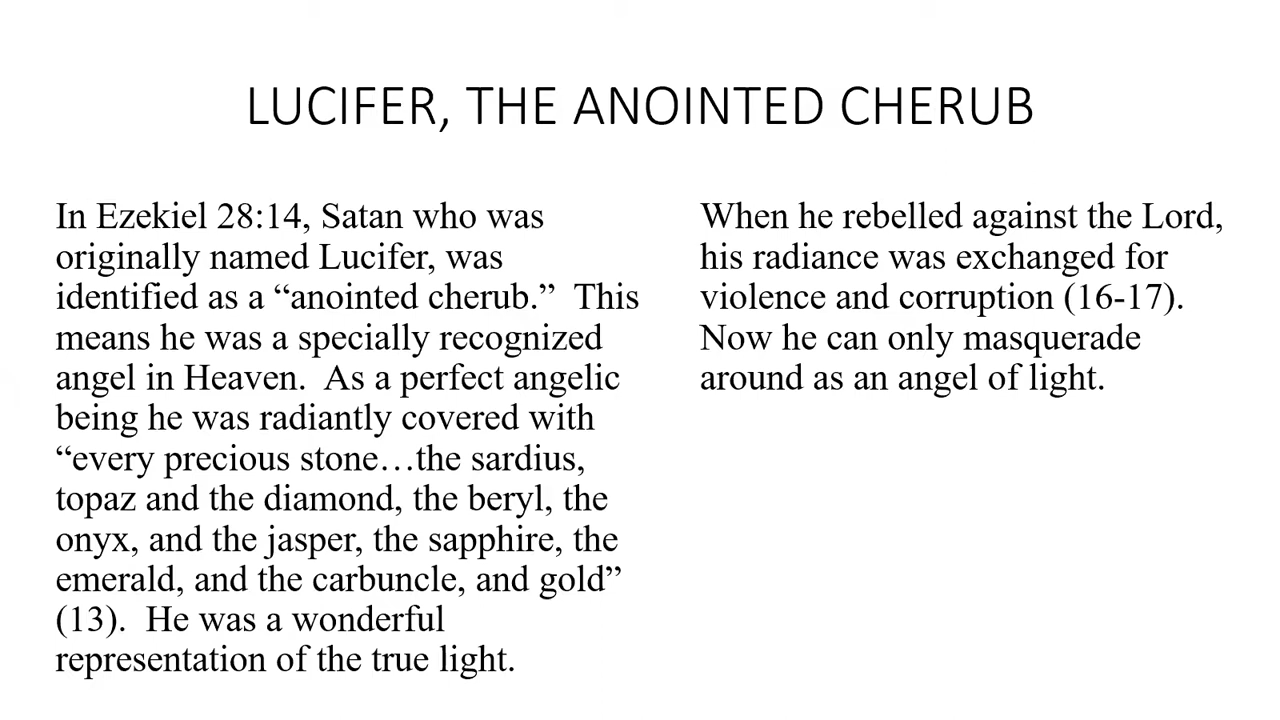 LUCIFER, THE ANOINTED CHERUB
In Ezekiel 28:14, Satan who was
originally named Lucifer, was
identified as a “anointed cherub.”  This
means he was a specially recognized
angel in Heaven.  As a perfect angelic
being he was radiantly covered with
“every precious stone…the sardius,
topaz and the diamond, the beryl, the
onyx, and the jasper, the sapphire, the
emerald, and the carbuncle, and gold”
(13).  He was a wonderful
representation of the true light.
When he rebelled against the Lord,
his radiance was exchanged for
violence and corruption (16-17).
Now he can only masquerade
around as an angel of light.